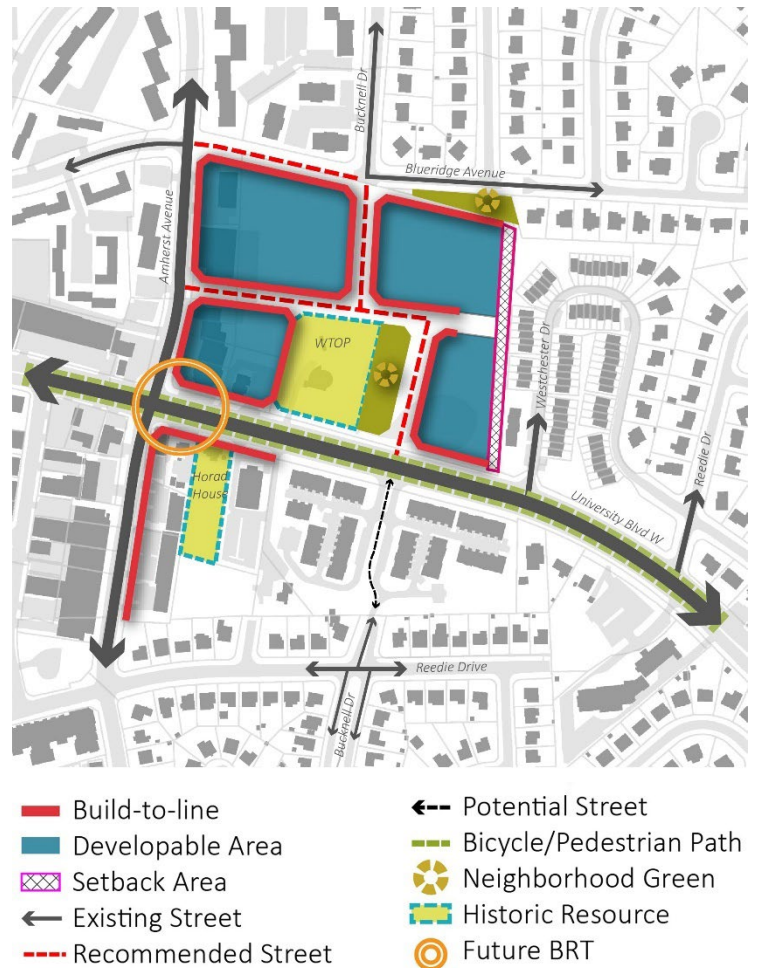 Bucknell Dr
Blueridge Avenue
Amherst Avenue
WTOP
Westchester Dr
Horad
House
Reedie Dr
University Blvd W
Reedie Drive
Bucknell Dr
Build-to-line
Developable Area
Setback Area
Existing Street
Recommended Street
Potential Street
Bicycle/Pedestrian Path
Neighborhood Green
Historic Resource
Future BRT